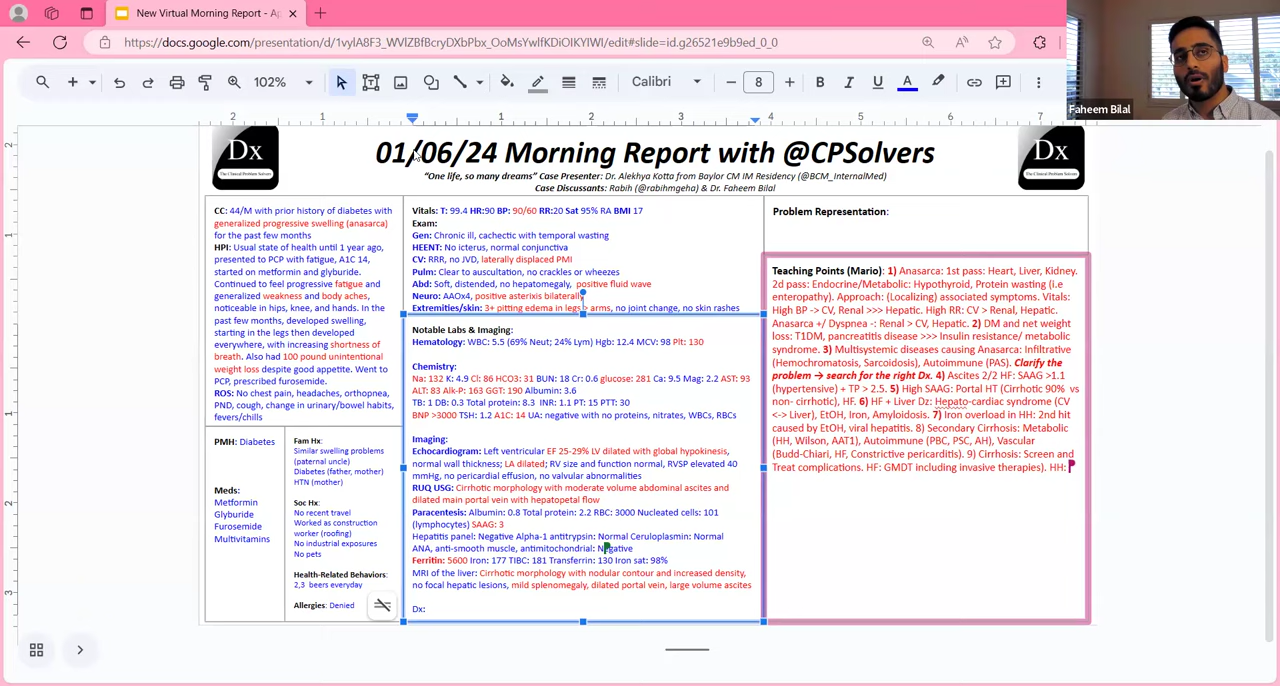 New Virtual Morning Report - Ap
https://docs.google.com/presentation/d/1vylA8F3_WVlZBfBcryDXbPbx_OoMsYwlfKDiOIKYlWI/edit#slide=id.g26521e9b9ed_0_0
102%
Calibri
8
B
I
U
A
Faheem Bilal
2
1
1
2
3
4
5
6
7
Dx
The Clinical Problem Solvers
01/06/24 Morning Report with @CPSolvers
"One life, so many dreams" Case Presenter: Dr. Alekhya Kotta from Baylor CM IM Residency (@BCM_InternalMed)
Case Discussants: Rabih (@rabihmgeha) & Dr. Faheem Bilal
Dx
The Clinical Problem Solvers
CC: 44/M with prior history of diabetes with
generalized progressive swelling (anasarca)
for the past few months
HPI: Usual state of health until 1 year ago,
presented to PCP with fatigue, A1C 14,
started on metformin and glyburide.
Continued to feel progressive fatigue and
generalized weakness and body aches,
noticeable in hips, knee, and hands. In the
past few months, developed swelling,
starting in the legs then developed
everywhere, with increasing shortness of
breath. Also had 100 pound unintentional
weight loss despite good appetite. Went to
PCP, prescribed furosemide.
ROS: No chest pain, headaches, orthopnea,
PND, cough, change in urinary/bowel habits,
fevers/chills
PMH: Diabetes
Meds:
Metformin
Glyburide
Furosemide
Multivitamins
Fam Hx:
Similar swelling problems
(paternal uncle)
Diabetes (father, mother)
HTN (mother)
Soc Hx:
No recent travel
Worked as construction
worker (roofing)
No industrial exposures
No pets
Health-Related Behaviors:
2,3 beers everyday
Allergies: Denied
Vitals: T: 99.4 HR:90 BP: 90/60 RR:20 Sat 95% RA BMI 17
Exam:
Gen: Chronic ill, cachectic with temporal wasting
HEENT: No icterus, normal conjunctiva
CV: RRR, no JVD, laterally displaced PMI
Pulm: Clear to auscultation, no crackles or wheezes
Abd: Soft, distended, no hepatomegaly, positive fluid wave
Neuro: AAOx4, positive asterixis bilaterally
Extremities/skin: 3+ pitting edema in legs > arms, no joint change, no skin rashes
Notable Labs & Imaging:
Hematology: WBC: 5.5 (69% Neut; 24% Lym) Hgb: 12.4 MCV: 98 Plt: 130
Chemistry:
Na: 132 K: 4.9 Cl: 86 HCO3: 31 BUN: 18 Cr: 0.6 glucose: 281 Ca: 9.5 Mag: 2.2 AST: 93
ALT: 83 Alk-P: 163 GGT: 190 Albumin: 3.6
TB: 1 DB: 0.3 Total protein: 8.3 INR: 1.1 PT: 15 PTT: 30
BNP >3000 TSH: 1.2 A1C: 14 UA: negative with no proteins, nitrates, WBCs, RBCs
Imaging:
Echocardiogram: Left ventricular EF 25-29% LV dilated with global hypokinesis,
normal wall thickness; LA dilated; RV size and function normal, RVSP elevated 40
mmHg, no pericardial effusion, no valvular abnormalities
RUQ USG: Cirrhotic morphology with moderate volume abdominal ascites and
dilated main portal vein with hepatopetal flow
Paracentesis: Albumin: 0.8 Total protein: 2.2 RBC: 3000 Nucleated cells: 101
(lymphocytes) SAAG: 3
Hepatitis panel: Negative Alpha-1 antitrypsin: Normal Ceruloplasmin: Normal
ANA, anti-smooth muscle, antimitochondrial: Negative
Ferritin: 5600 Iron: 177 TIBC: 181 Transferrin: 130 Iron sat: 98%
MRI of the liver: Cirrhotic morphology with nodular contour and increased density,
no focal hepatic lesions, mild splenomegaly, dilated portal vein, large volume ascites
Dx:
Problem Representation:
Teaching Points (Mario): 1) Anasarca: 1st pass: Heart, Liver, Kidney.
2d pass: Endocrine/Metabolic: Hypothyroid, Protein wasting (i.e
enteropathy). Approach: (Localizing) associated symptoms. Vitals:
High BP -> CV, Renal >>> Hepatic. High RR: CV > Renal, Hepatic.
Anasarca +/ Dyspnea -: Renal > CV, Hepatic. 2) DM and net weight
loss: T1DM, pancreatitis disease >>> Insulin resistance/ metabolic
syndrome. 3) Multisystemic diseases causing Anasarca: Infiltrative
(Hemochromatosis, Sarcoidosis), Autoimmune (PAS). Clarify the
problem → search for the right Dx. 4) Ascites 2/2 HF: SAAG >1.1
(hypertensive) + TP > 2.5. 5) High SAAG: Portal HT (Cirrhotic 90% vs
non- cirrhotic), HF. 6) HF + Liver Dz: Hepato-cardiac syndrome (CV
<-> Liver), EtOH, Iron, Amyloidosis. 7) Iron overload in HH: 2nd hit
caused by EtOH, viral hepatitis. 8) Secondary Cirrhosis: Metabolic
(HH, Wilson, AAT1), Autoimmune (PBC, PSC, AH), Vascular
(Budd-Chiari, HF, Constrictive pericarditis). 9) Cirrhosis: Screen and
Treat complications. HF: GMDT including invasive therapies). HH: